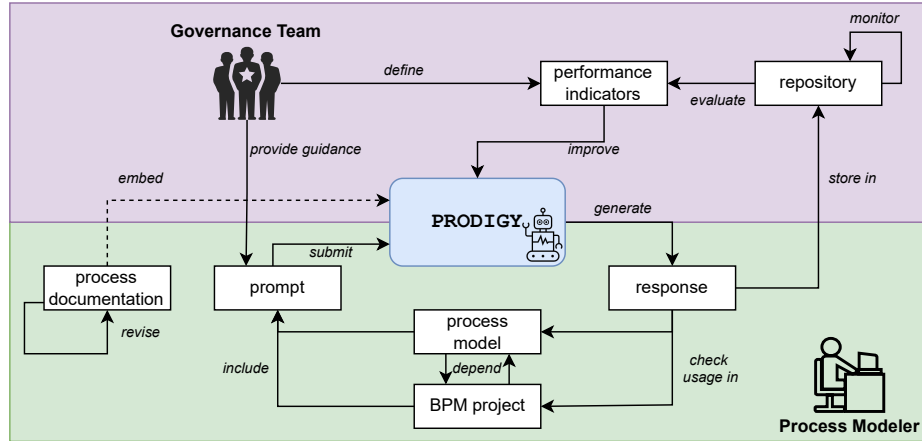 Governance Team
monitor
define
performance
indicators
evaluate
repository
provide guidance
improve
embed
store in
PRODIGY
generate
submit
process
documentation
prompt
response
revise
process
model
include
depend
check
usage in
BPM project
Process Modeler